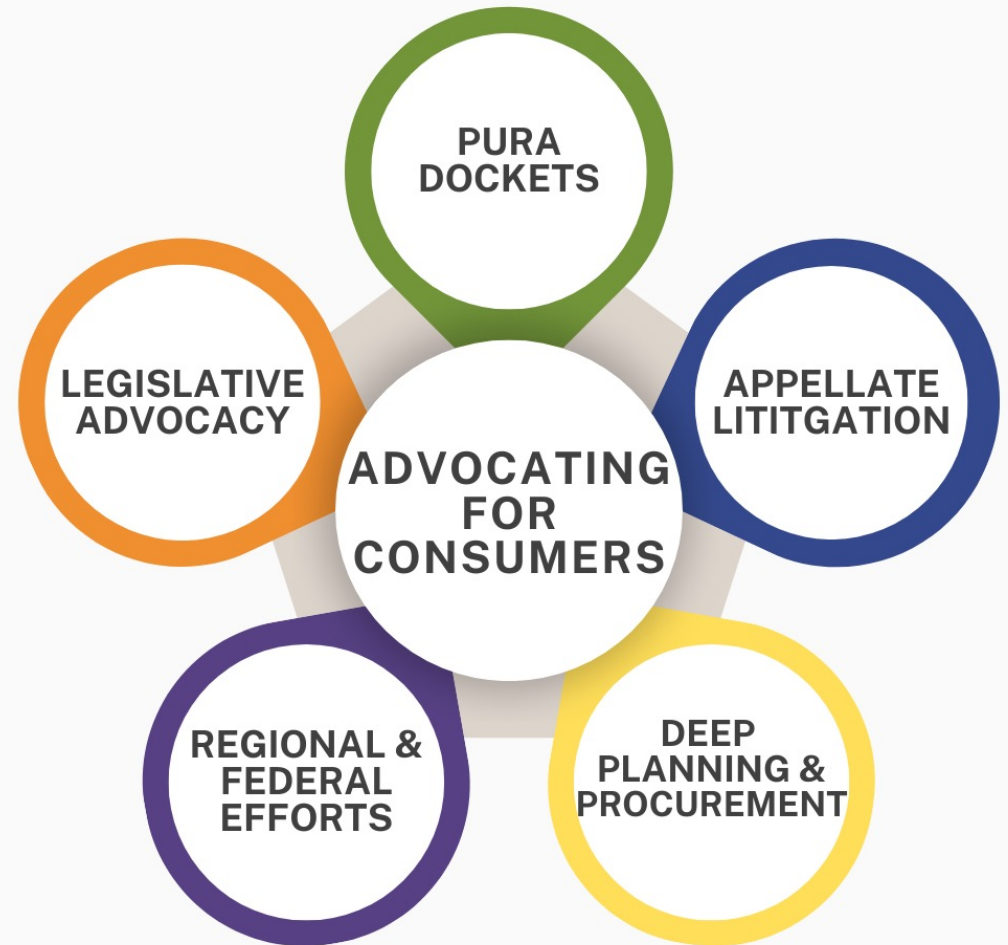 PURA
DOCKETS
LEGISLATIVE
ADVOCACY
APPELLATE
LITITGATION
ADVOCATING
FOR
CONSUMERS
REGIONAL &
FEDERAL
EFFORTS
DEEP
PLANNING &
PROCUREMENT